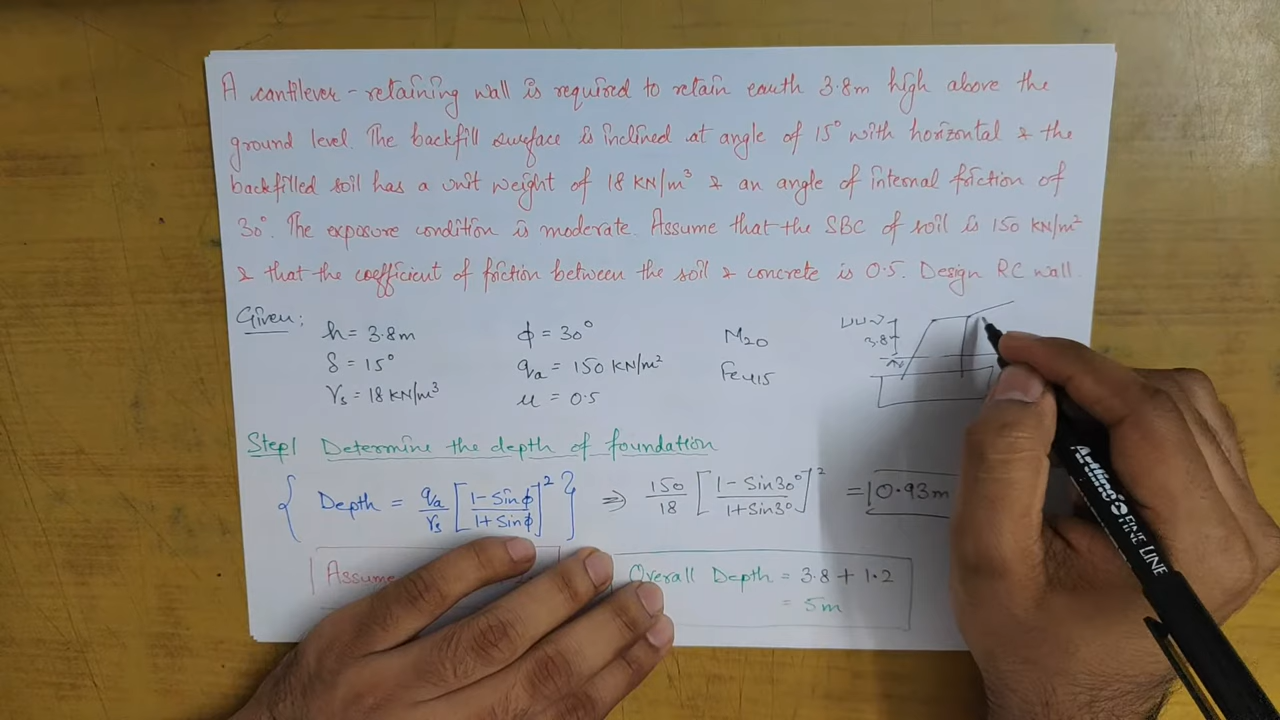 A cantilever-retaining wall is required to retain earth 3.8m high above the
ground level. The backfill surface is inclined at angle of 15° with horizontal & the
backfilled soil has a unit weight of 18 KN/m³ & an angle of internal friction of
30°. The exposure condition is moderate. Assume that the SBC of soil is 150 KN/m²
& that the coefficient of friction between the soil & concrete is 0.5. Design RC wall.
Given;
h = 3.8m
ϕ = 30°
M20
3.8
δ = 15°
qa = 150 KN/m²
Fe415
γs = 18 KN/m³
μ = 0.5
Step1 Determine the depth of foundation
{ Depth = qa/γs [1-Sinϕ/1+Sinϕ]² } ⇒ 150/18 [1-Sin30°/1+Sin3°]² = 0.93m
Assume
Overall Depth = 3.8 + 1.2
= 5m
Artline
FINE LINE